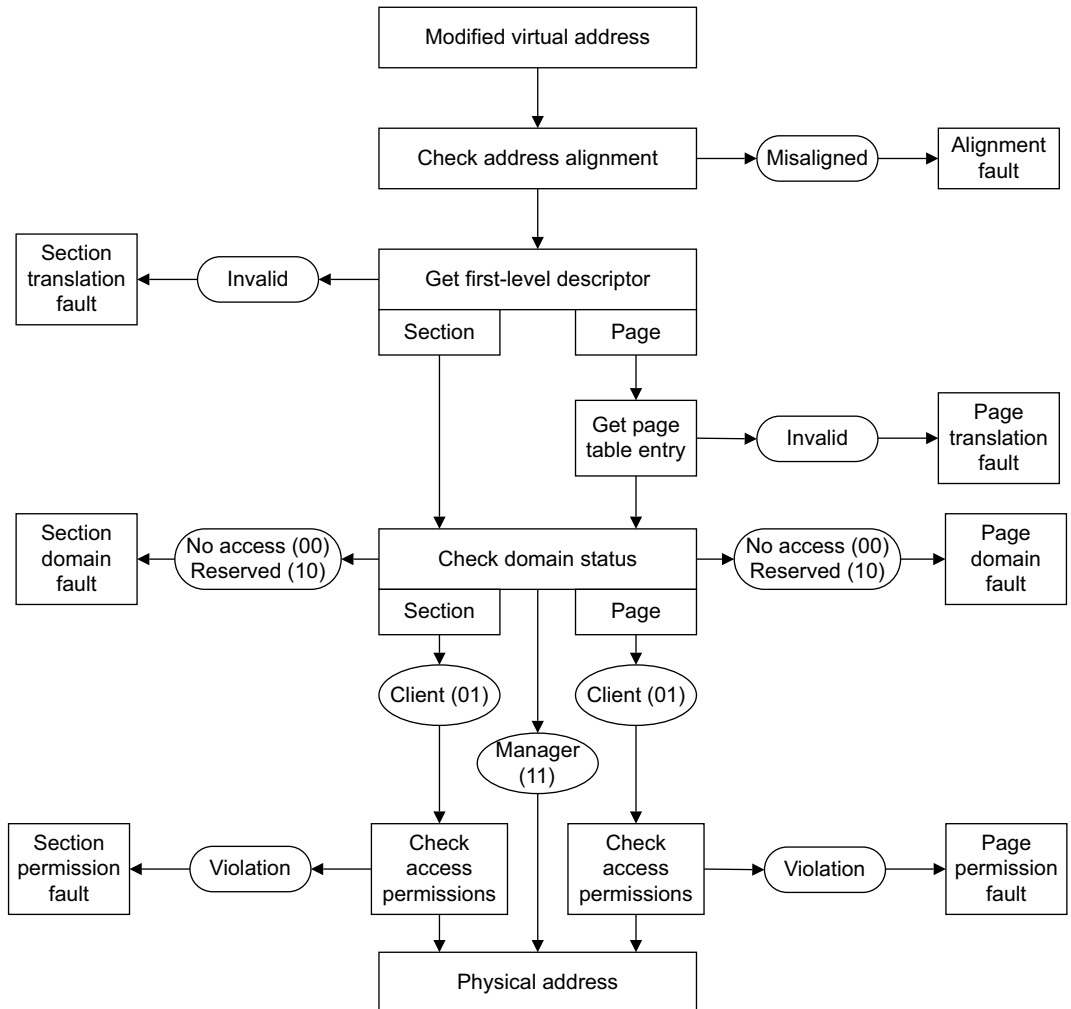 Modified virtual address
Check address alignment
Misaligned
Alignment
fault
Section
translation
fault
Invalid
Get first-level descriptor
Section
Page
Get page
table entry
Invalid
Page
translation
fault
Section
domain
fault
No access (00)
Reserved (10)
Check domain status
No access (00)
Reserved (10)
Page
domain
fault
Section
Page
Client (01)
Client (01)
Manager
(11)
Section
permission
fault
Violation
Check
access
permissions
Check
access
permissions
Violation
Page
permission
fault
Physical address